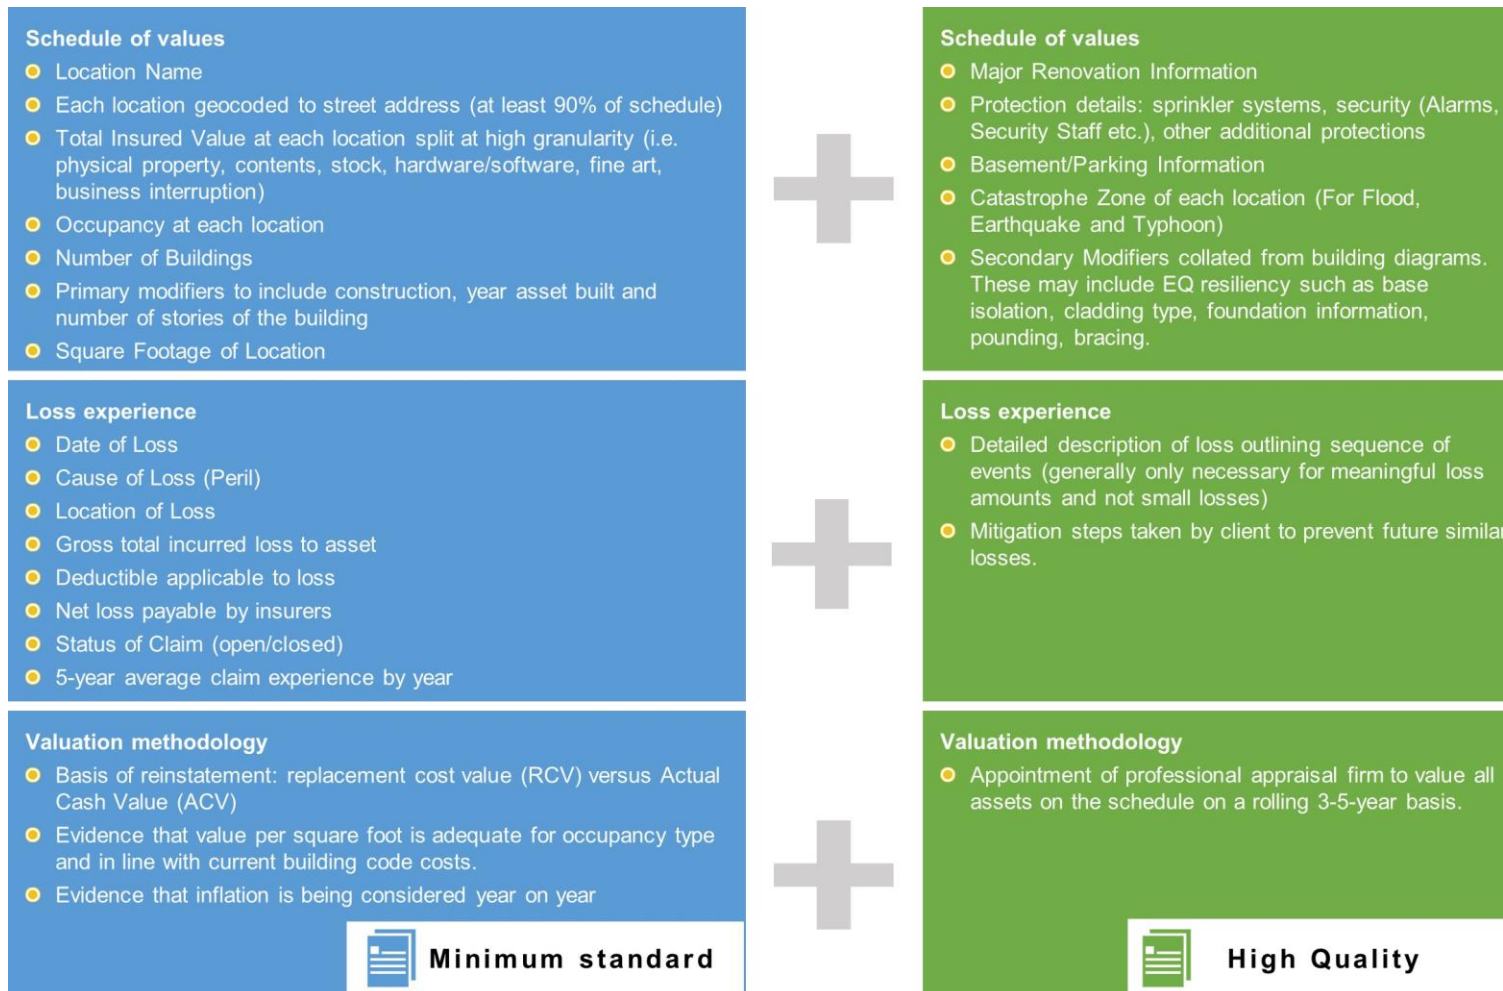 Schedule of values
Location Name
Each location geocoded to street address (at least 90% of schedule)
Total Insured Value at each location split at high granularity (i.e.
physical property, contents, stock, hardware/software, fine art,
business interruption)
Occupancy at each location
Number of Buildings
Primary modifiers to include construction, year asset built and
number of stories of the building
Square Footage of Location
Loss experience
Date of Loss
Cause of Loss (Peril)
Location of Loss
Gross total incurred loss to asset
Deductible applicable to loss
Net loss payable by insurers
Status of Claim (open/closed)
5-year average claim experience by year
Valuation methodology
Basis of reinstatement: replacement cost value (RCV) versus Actual
Cash Value (ACV)
Evidence that value per square foot is adequate for occupancy type
and in line with current building code costs.
Evidence that inflation is being considered year on year
Minimum standard
Schedule of values
Major Renovation Information
Protection details: sprinkler systems, security (Alarms,
Security Staff etc.), other additional protections
Basement/Parking Information
Catastrophe Zone of each location (For Flood,
Earthquake and Typhoon)
Secondary Modifiers collated from building diagrams.
These may include EQ resiliency such as base
isolation, cladding type, foundation information,
pounding, bracing.
Loss experience
Detailed description of loss outlining sequence of
events (generally only necessary for meaningful loss
amounts and not small losses)
Mitigation steps taken by client to prevent future similar
losses.
Valuation methodology
Appointment of professional appraisal firm to value all
assets on the schedule on a rolling 3-5-year basis.
High Quality